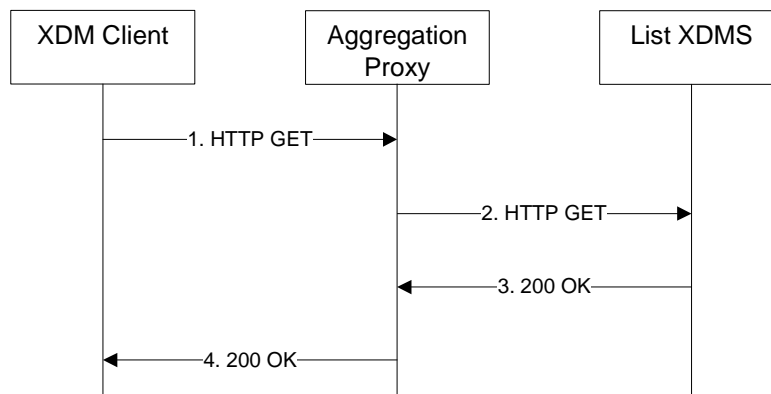 XDM Client
Aggregation
Proxy
List XDMS
1. HTTP GET
2. HTTP GET
3. 200 OK
4. 200 OK